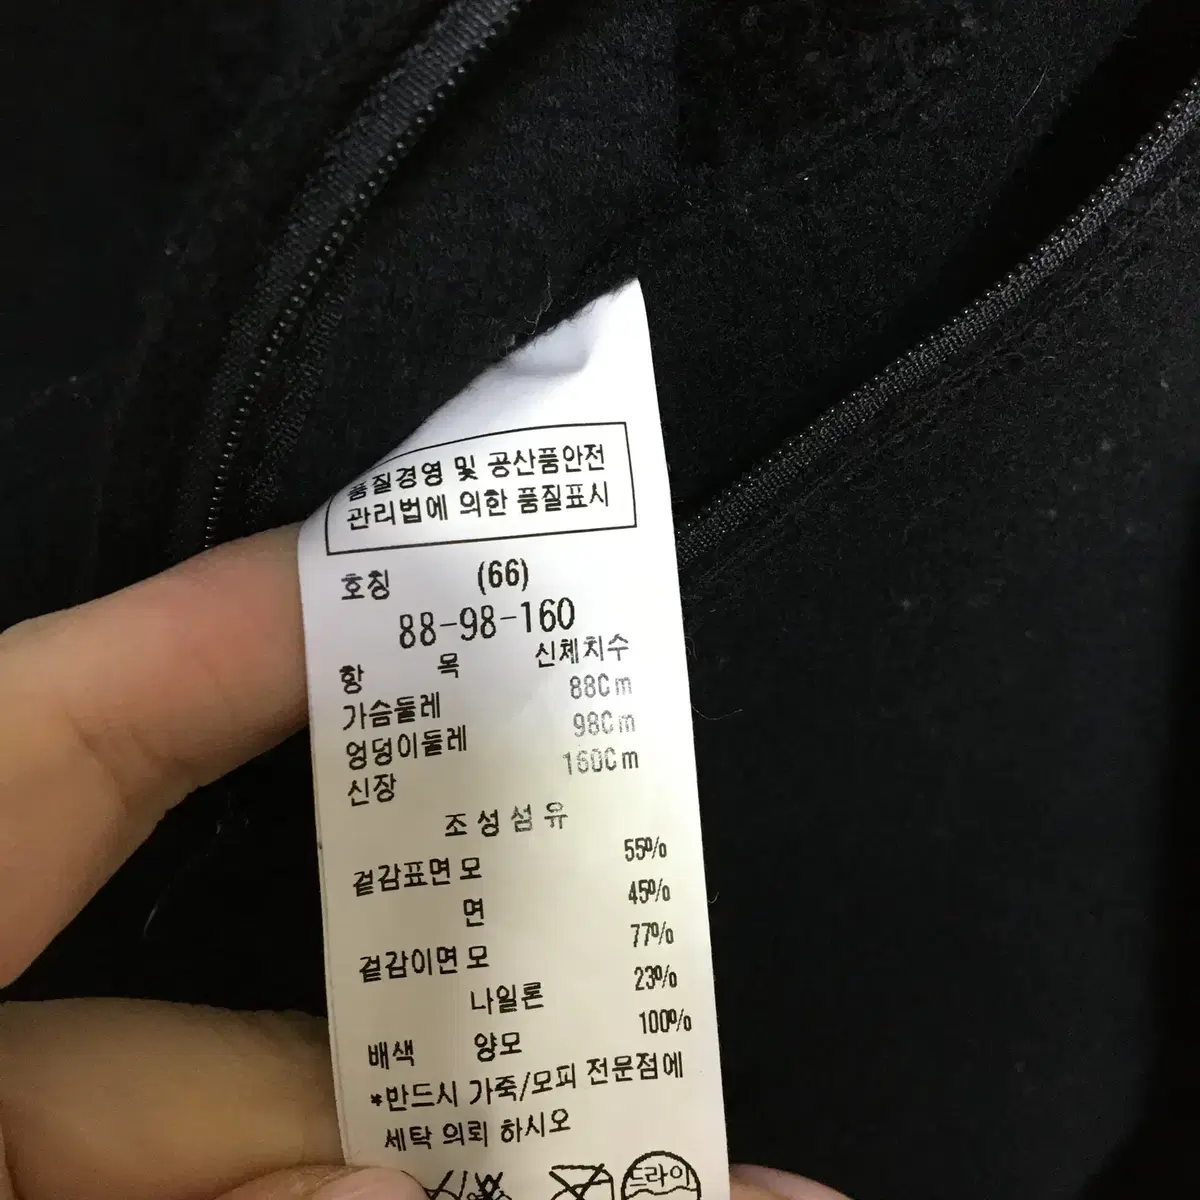 품질경영 및 공산품안전
관리법에 의한 품질표시
호칭 (66)
88-98-160
항 목 신체치수
가슴둘레 88Cm
엉덩이둘레 98Cm
신장 160Cm
조성섬유
겉감표면 모 55%
면 45%
겉감이면 모 77%
나일론 23%
배색 양모 100%
*반드시 가죽/모피 전문점에
세탁 의뢰 하시오
드라이